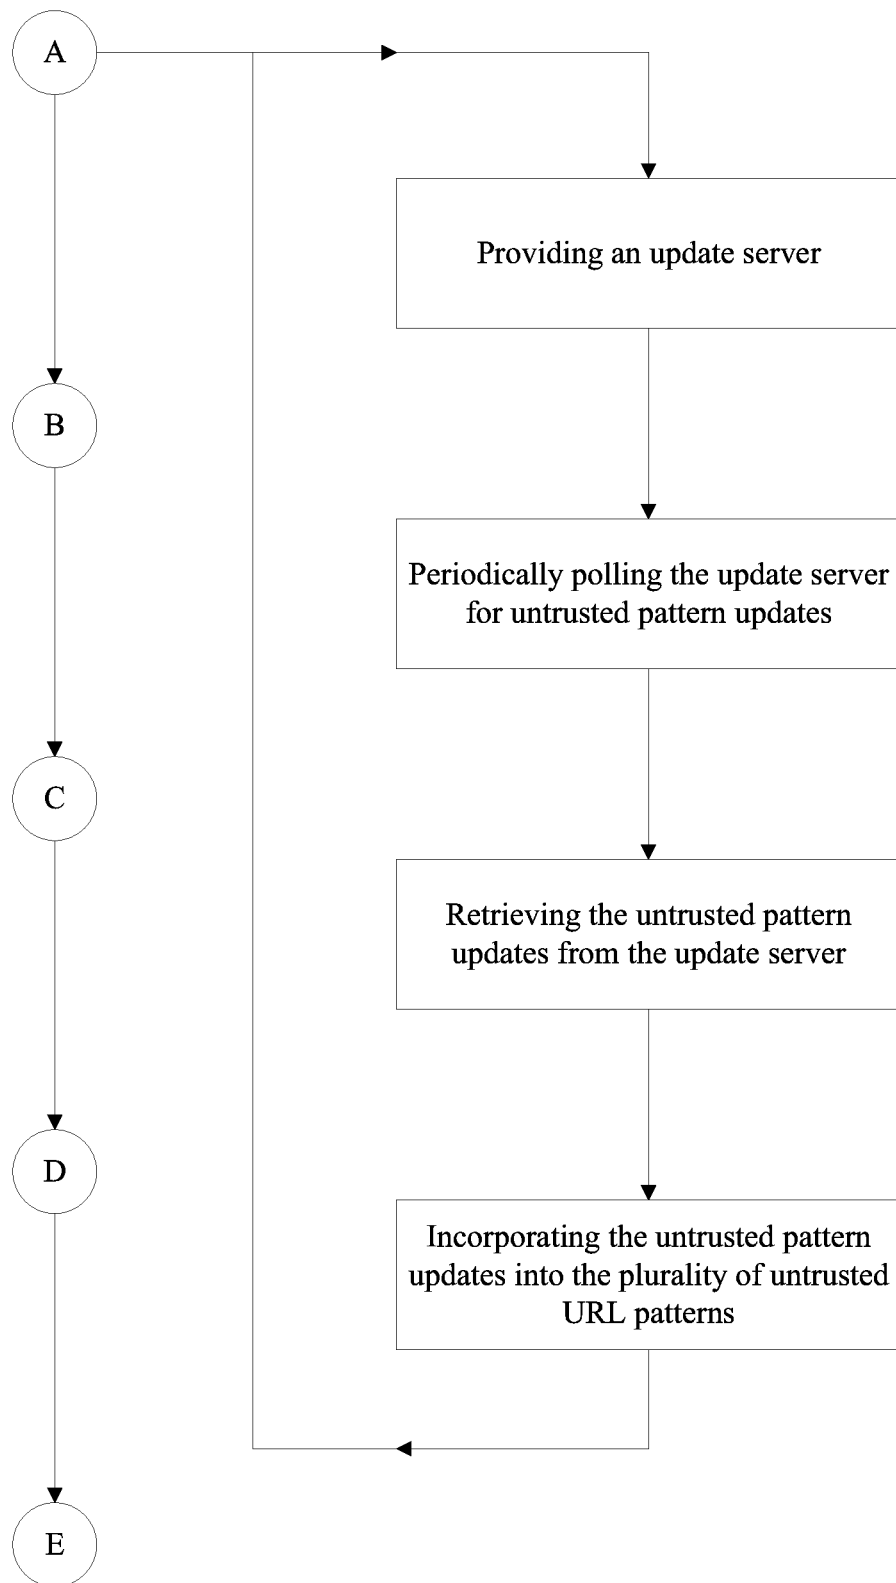 A
Providing an update server
B
Periodically polling the update server
for untrusted pattern updates
C
Retrieving the untrusted pattern
updates from the update server
D
Incorporating the untrusted pattern
updates into the plurality of untrusted
URL patterns
E